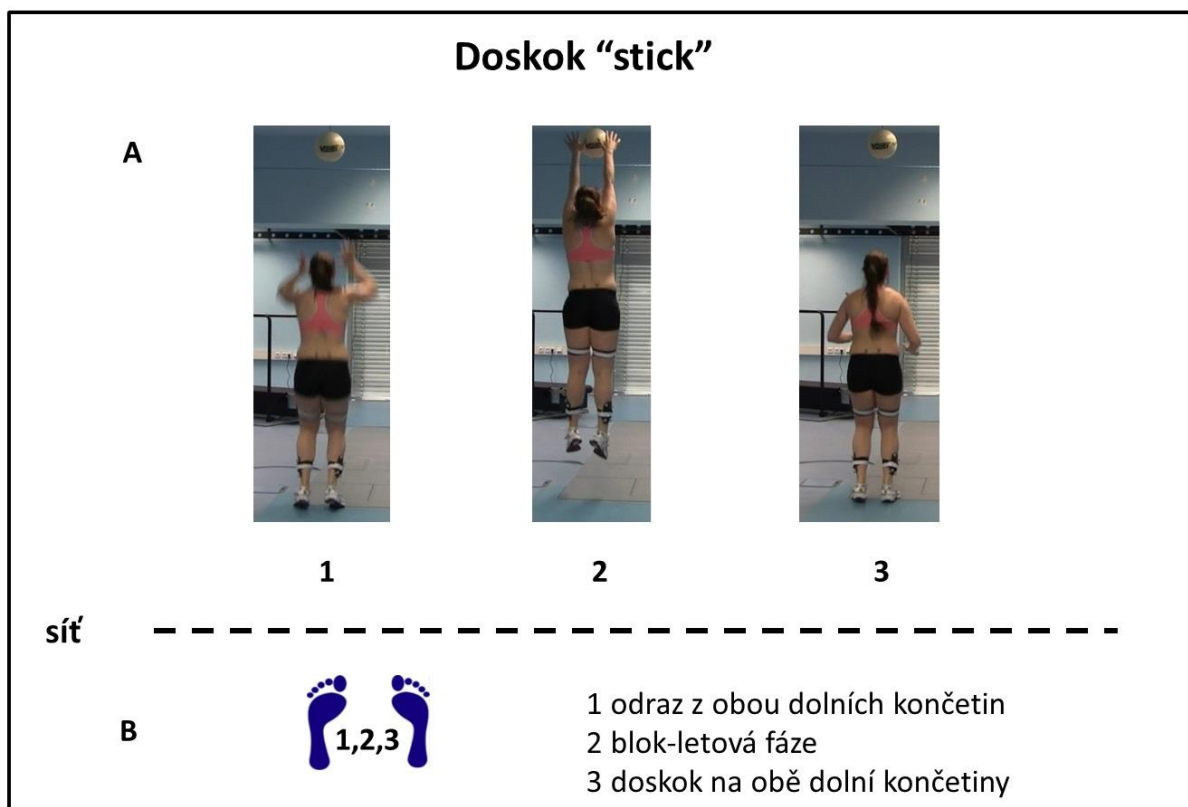 Doskok “stick”
A
1 2 3
síť
B
1,2,3
1 odraz z obou dolních končetin
2 blok-letová fáze
3 doskok na obě dolní končetiny